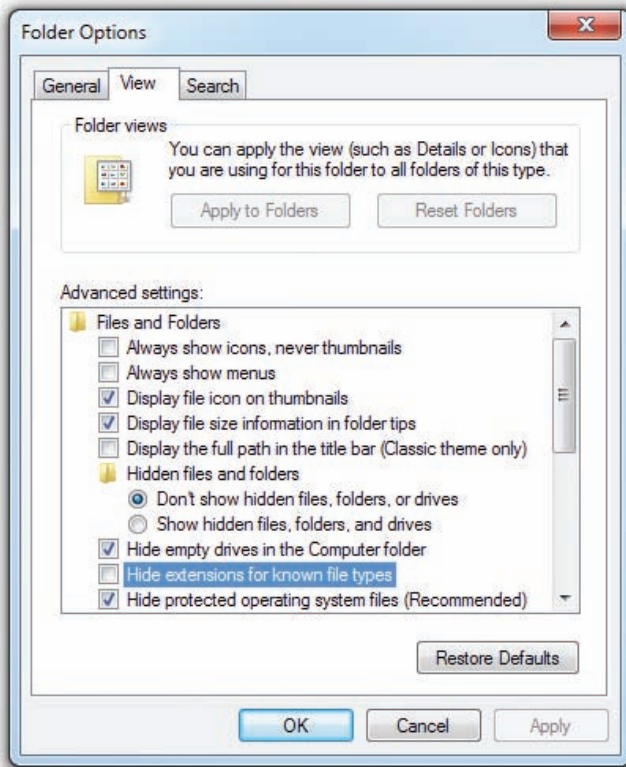 Folder Options
General View Search
Folder views
You can apply the view (such as Details or Icons) that
you are using for this folder to all folders of this type.
Apply to Folders Reset Folders
Advanced settings:
Files and Folders
Always show icons, never thumbnails
Always show menus
Display file icon on thumbnails
Display file size information in folder tips
Display the full path in the title bar (Classic theme only)
Hidden files and folders
Don't show hidden files, folders, or drives
Show hidden files, folders, and drives
Hide empty drives in the Computer folder
Hide extensions for known file types
Hide protected operating system files (Recommended)
Restore Defaults
OK Cancel Apply